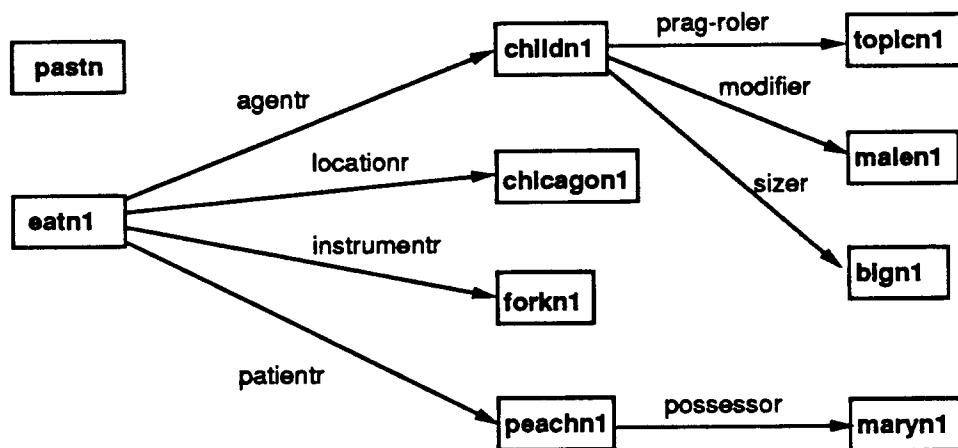 pastn
childn1
prag-roler
topicn1
agentr
modifier
malen1
locationr
chicagon1
sizer
eatn1
instrumentr
forkn1
bign1
patientr
peachn1
possessor
maryn1